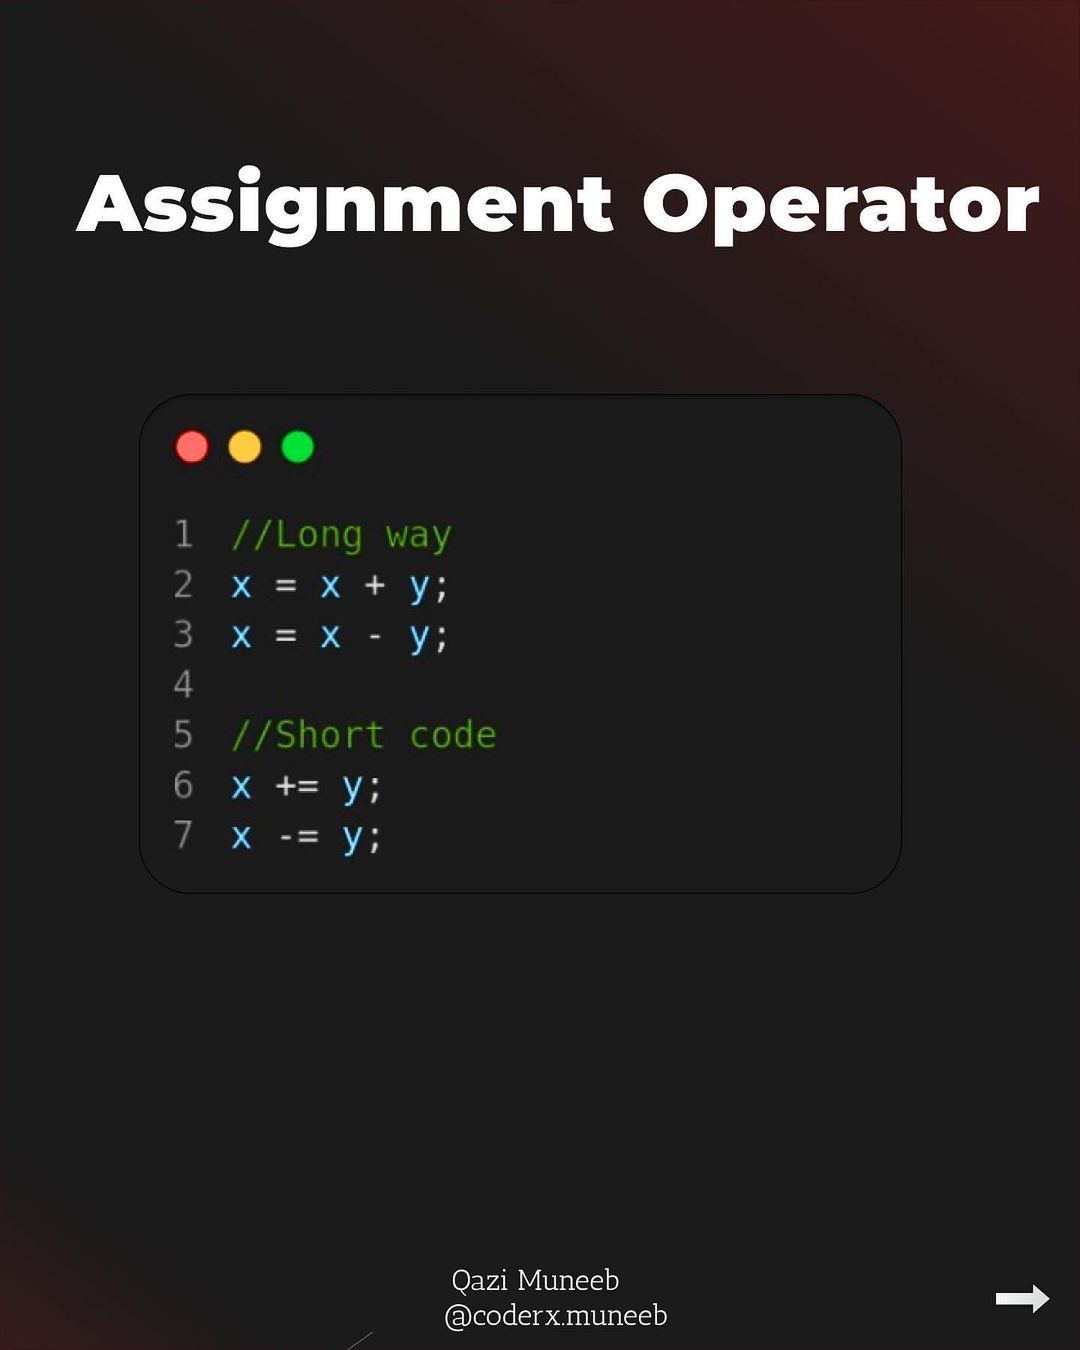 Assignment Operator
1 //Long way
2 x = x + y;
3 x = x - y;
4
5 //Short code
6 x += y;
7 x -= y;
Qazi Muneeb
@coderx.muneeb